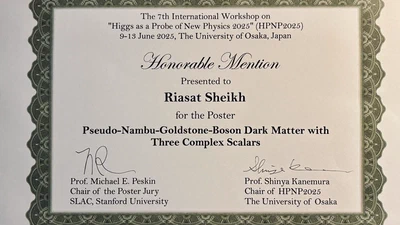 The 7th International Workshop on
"Higgs as a Probe of New Physics 2025" (HPNP2025)
9-13 June 2025, The University of Osaka, Japan
Honorable Mention
Presented to
Riasat Sheikh
for the Poster
Pseudo-Nambu-Goldstone-Boson Dark Matter with
Three Complex Scalars
Prof. Michael E. Peskin
Chair of the Poster Jury
SLAC, Stanford University
Prof. Shinya Kanemura
Chair of HPNP2025
The University of Osaka